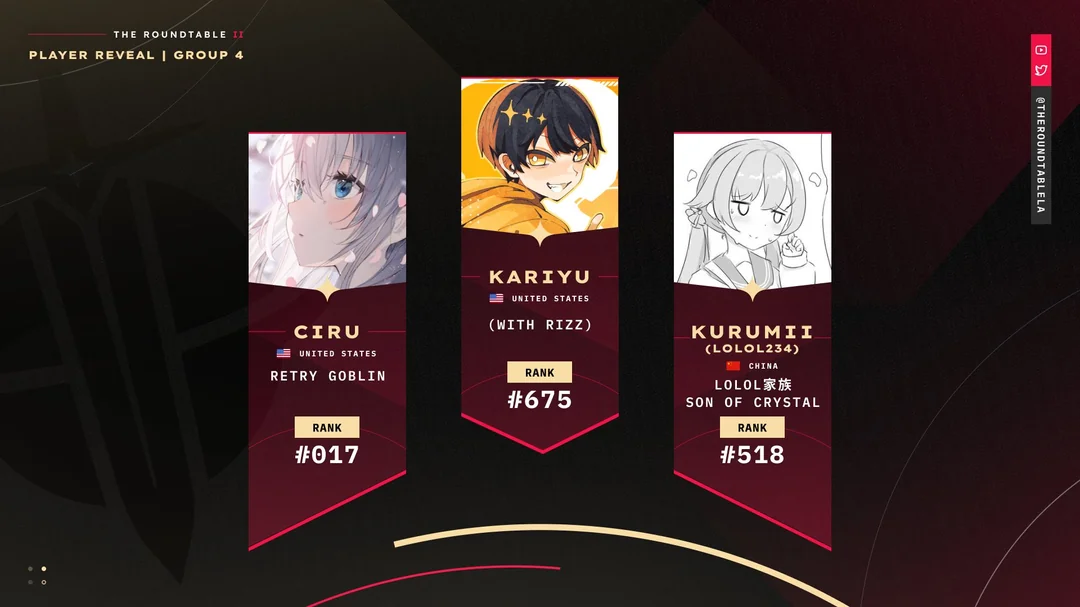 THE ROUNDTABLE II
PLAYER REVEAL | GROUP 4
@THEROUNDTABLELA
CIRU
UNITED STATES
RETRY GOBLIN
RANK
#017
KARIYU
UNITED STATES
(WITH RIZZ)
RANK
#675
KURUMII
(LOLOL234)
CHINA
LOLOL家族
SON OF CRYSTAL
RANK
#518